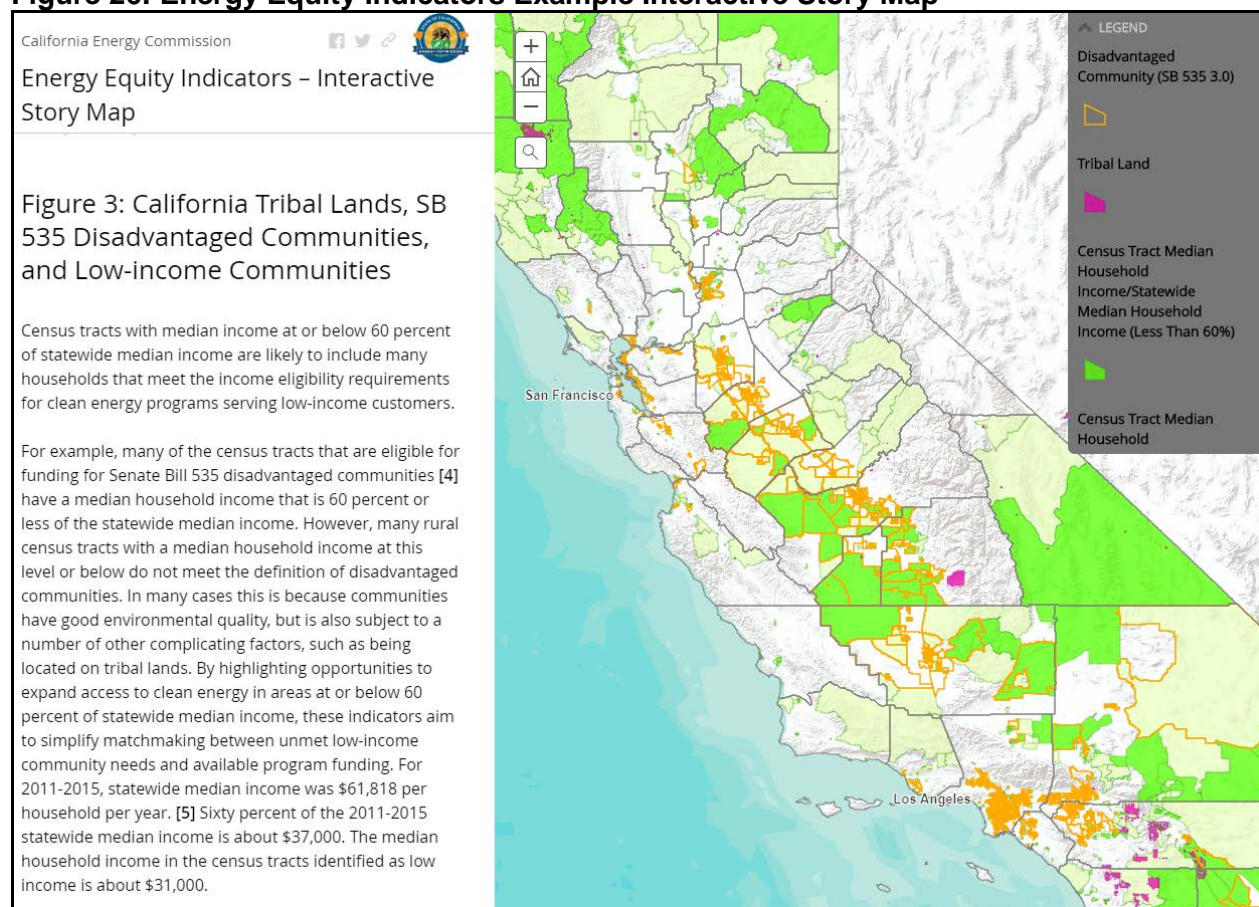 Figure 20: Energy Equity Indicators Example Interactive Story Map
California Energy Commission
Energy Equity Indicators – Interactive
Story Map
Figure 3: California Tribal Lands, SB
535 Disadvantaged Communities,
and Low-income Communities
Census tracts with median income at or below 60 percent
of statewide median income are likely to include many
households that meet the income eligibility requirements
for clean energy programs serving low-income customers.
For example, many of the census tracts that are eligible for
funding for Senate Bill 535 disadvantaged communities [4]
have a median household income that is 60 percent or
less of the statewide median income. However, many rural
census tracts with a median household income at this
level or below do not meet the definition of disadvantaged
communities. In many cases this is because communities
have good environmental quality, but is also subject to a
number of other complicating factors, such as being
located on tribal lands. By highlighting opportunities to
expand access to clean energy in areas at or below 60
percent of statewide median income, these indicators aim
to simplify matchmaking between unmet low-income
community needs and available program funding. For
2011-2015, statewide median income was $61,818 per
household per year. [5] Sixty percent of the 2011-2015
statewide median income is about $37,000. The median
household income in the census tracts identified as low
income is about $31,000.
San Francisco
Los Angeles
LEGEND
Disadvantaged
Community (SB 535 3.0)
Tribal Land
Census Tract Median
Household
Income/Statewide
Median Household
Income (Less Than 60%)
Census Tract Median
Household